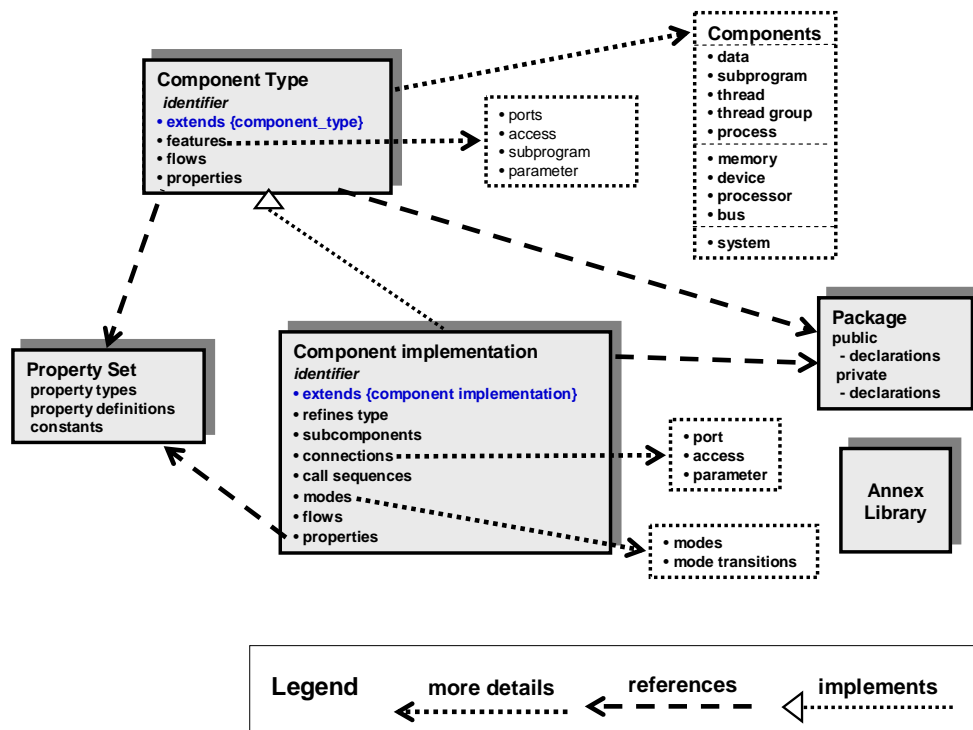 Component Type
identifier
• extends {component_type}
• features
• flows
• properties
• ports
• access
• subprogram
• parameter
Components
• data
• subprogram
• thread
• thread group
• process
• memory
• device
• processor
• bus
• system
Property Set
property types
property definitions
constants
Component implementation
identifier
• extends {component implementation}
• refines type
• subcomponents
• connections
• call sequences
• modes
• flows
• properties
Package
public
- declarations
private
- declarations
• port
• access
• parameter
• modes
• mode transitions
Annex
Library
Legend
more details
references
implements